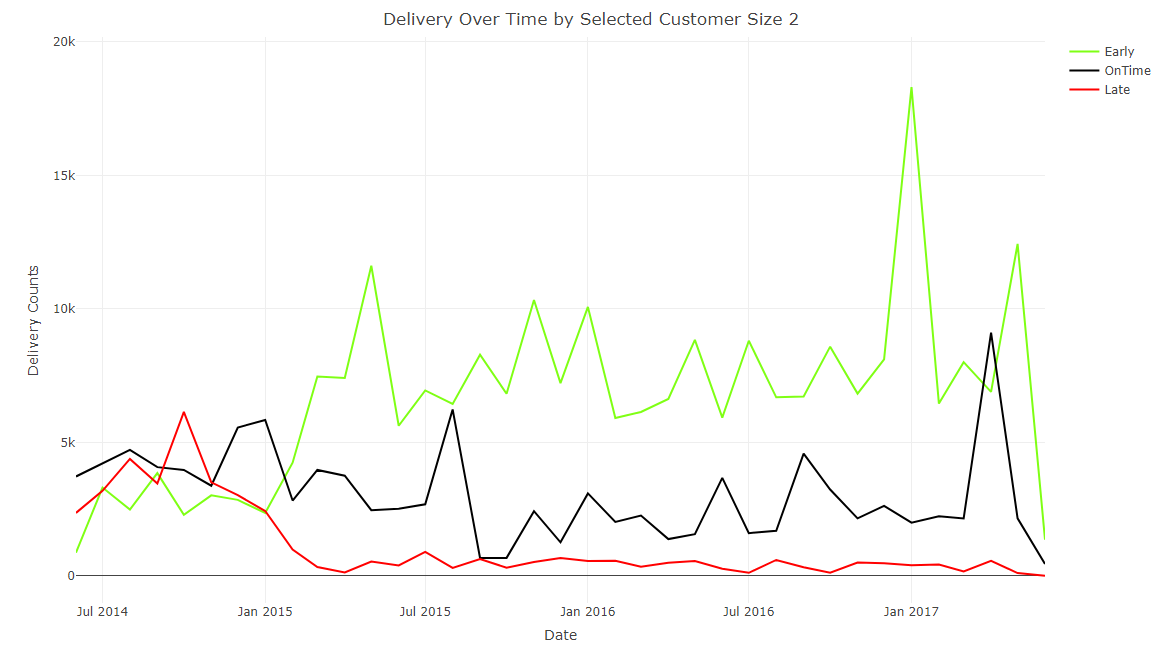 Delivery Over Time by Selected Customer Size 2
20k
15k
10k
5k
0
Delivery Counts
Jul 2014
Jan 2015
Jul 2015
Jan 2016
Jul 2016
Jan 2017
Date
Early
OnTime
Late